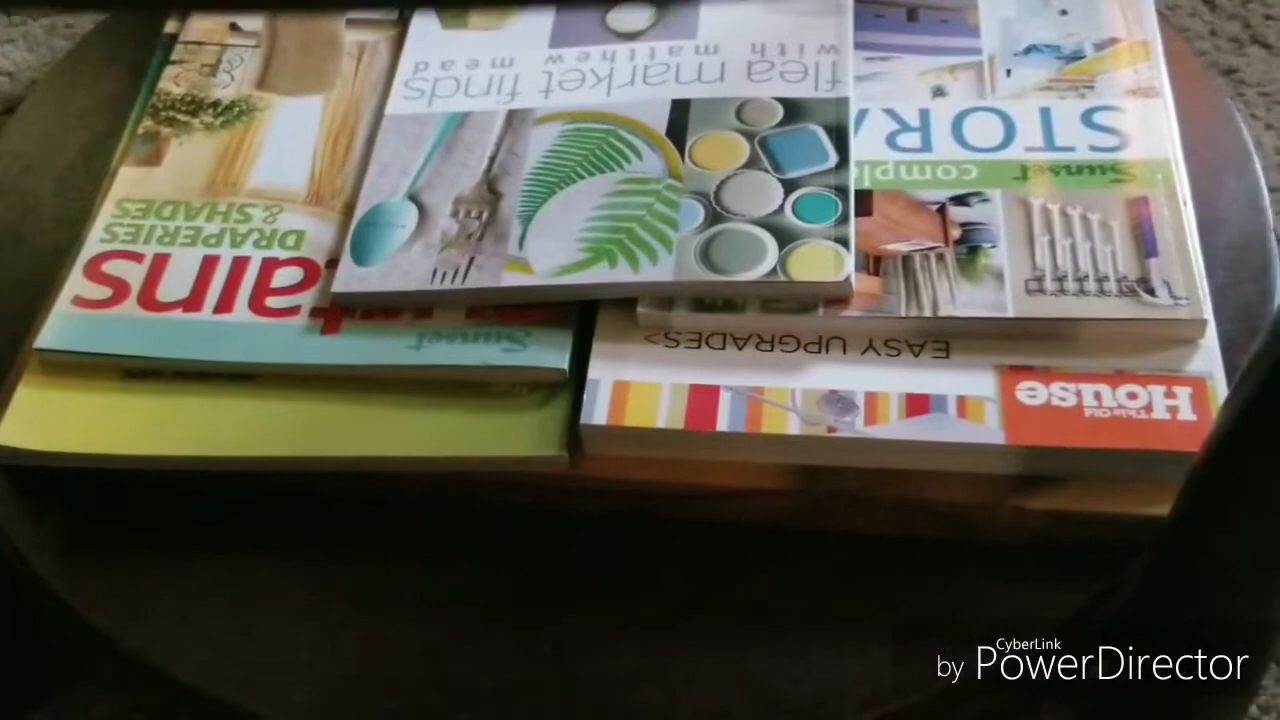 Sunset
ains
DRAPERIES
& SHADES
flea market finds
with matthew mead
Sunset
STORA
This Old
House
EASY UPGRADES>
CyberLink
by PowerDirector